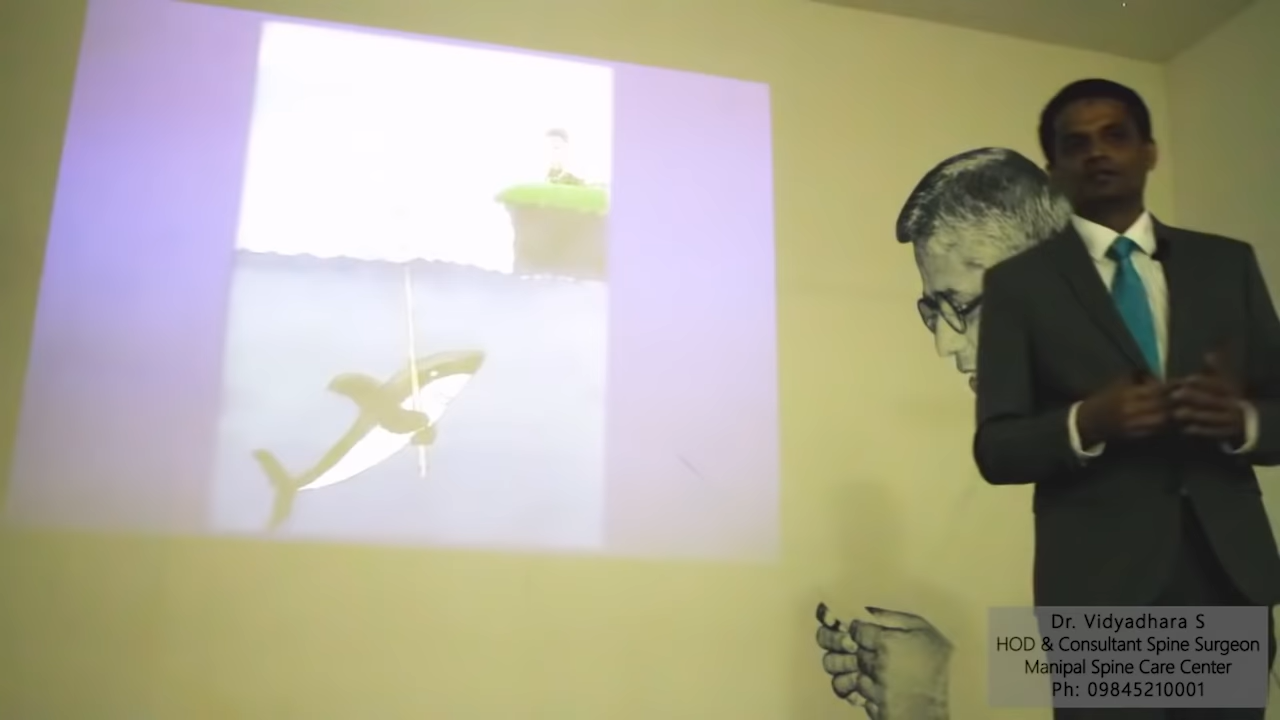 Dr. Vidyadhara S
HOD & Consultant Spine Surgeon
Manipal Spine Care Center
Ph: 09845210001